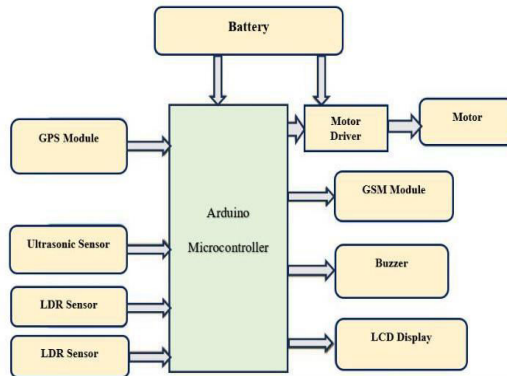 Battery
GPS Module
Ultrasonic Sensor
LDR Sensor
LDR Sensor
Arduino
Microcontroller
Motor
Driver
Motor
GSM Module
Buzzer
LCD Display